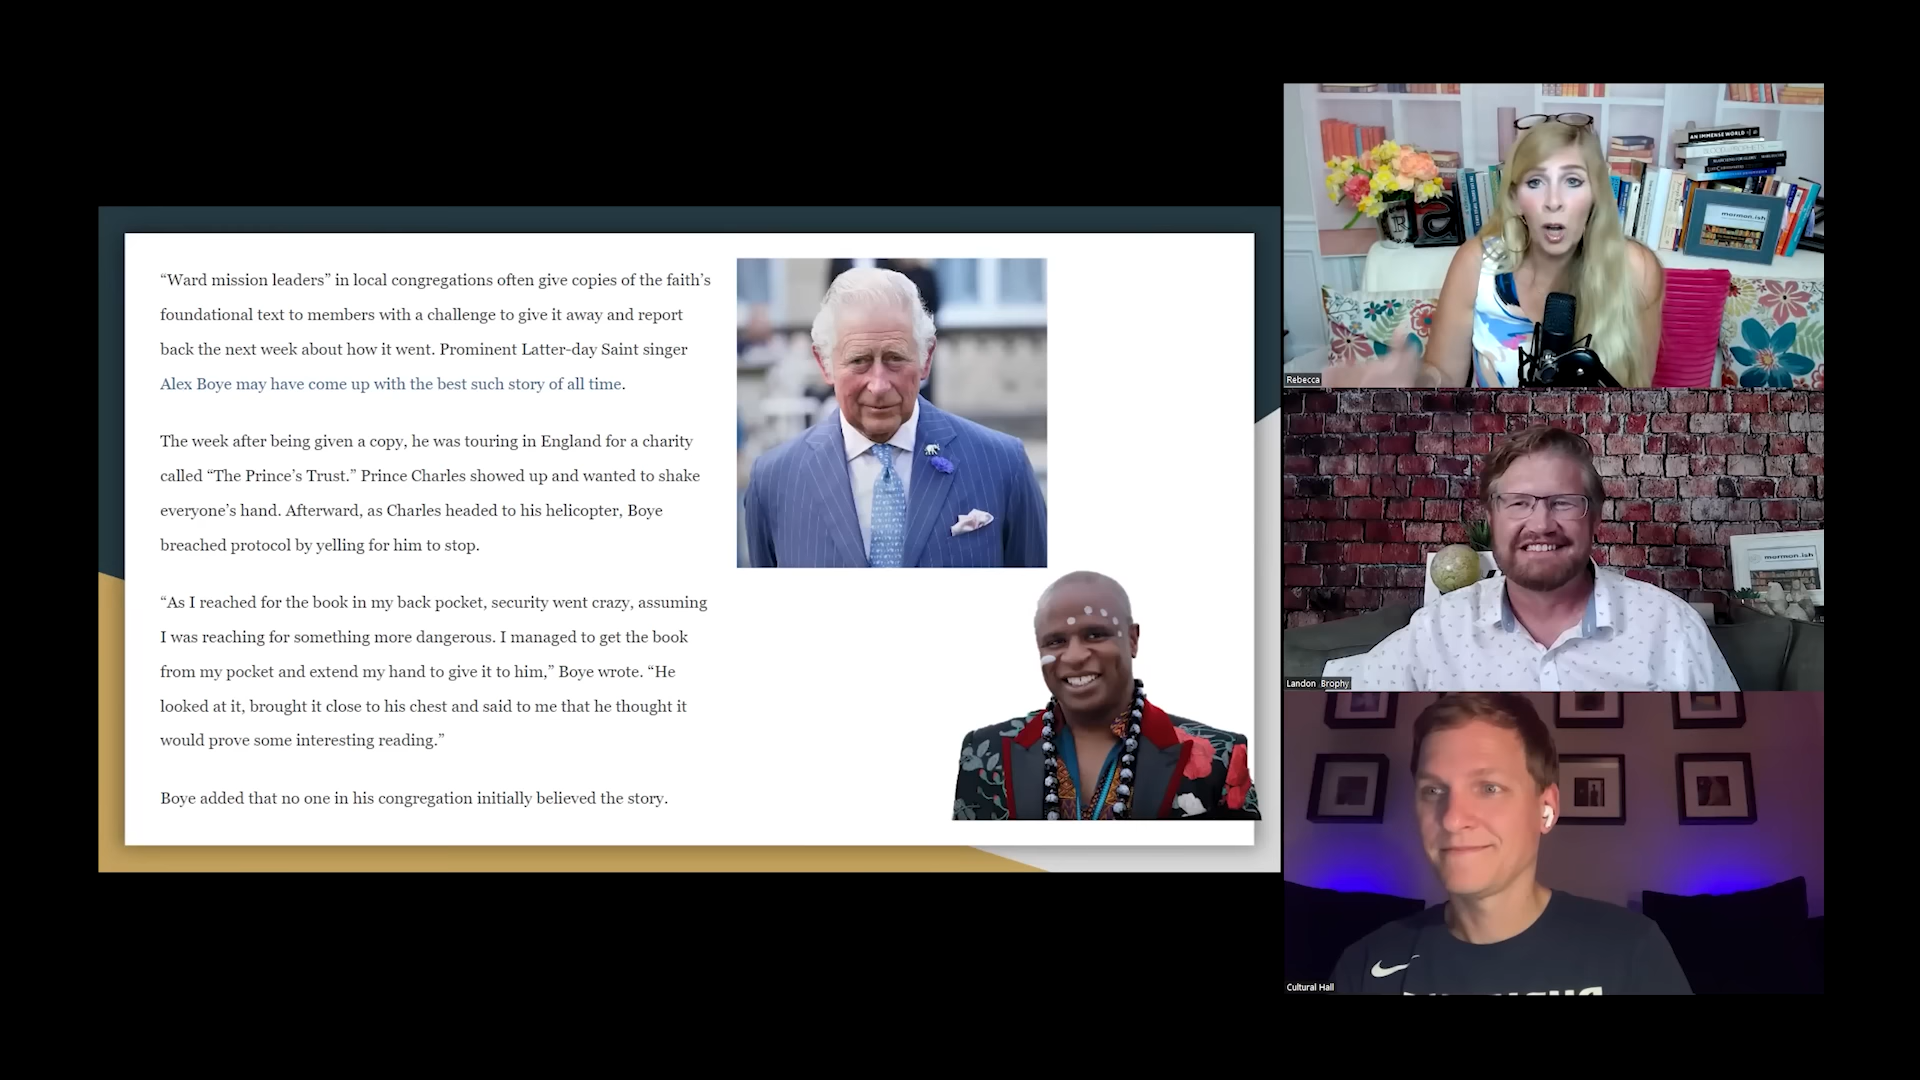 “Ward mission leaders” in local congregations often give copies of the faith’s
foundational text to members with a challenge to give it away and report
back the next week about how it went. Prominent Latter-day Saint singer
Alex Boye may have come up with the best such story of all time.
The week after being given a copy, he was touring in England for a charity
called “The Prince’s Trust.” Prince Charles showed up and wanted to shake
everyone’s hand. Afterward, as Charles headed to his helicopter, Boye
breached protocol by yelling for him to stop.
“As I reached for the book in my back pocket, security went crazy, assuming
I was reaching for something more dangerous. I managed to get the book
from my pocket and extend my hand to give it to him,” Boye wrote. “He
looked at it, brought it close to his chest and said to me that he thought it
would prove some interesting reading.”
Boye added that no one in his congregation initially believed the story.
AN IMMENSE WORLD
R
a
mormon.ish
Rebecca
mormon.ish
Landon Brophy
Cultural Hall